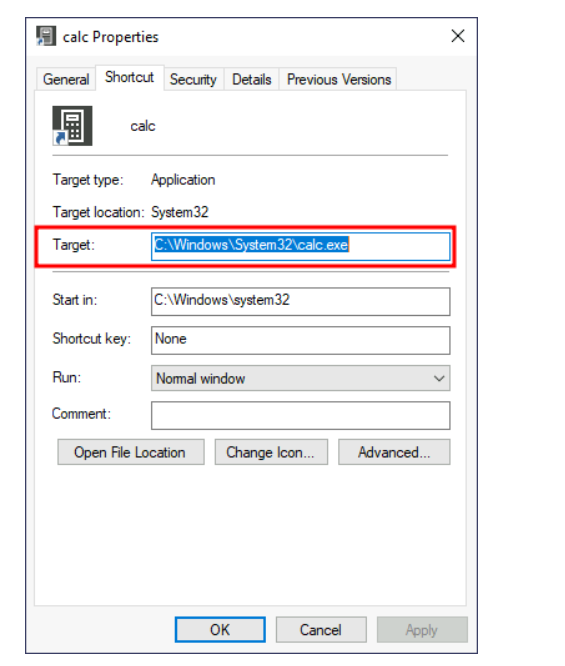 calc Properties
General Shortcut Security Details Previous Versions
calc
Target type: Application
Target location: System32
Target: C:\Windows\System32\calc.exe
Start in: C:\Windows\system32
Shortcut key: None
Run: Normal window
Comment:
Open File Location Change Icon... Advanced...
OK Cancel Apply